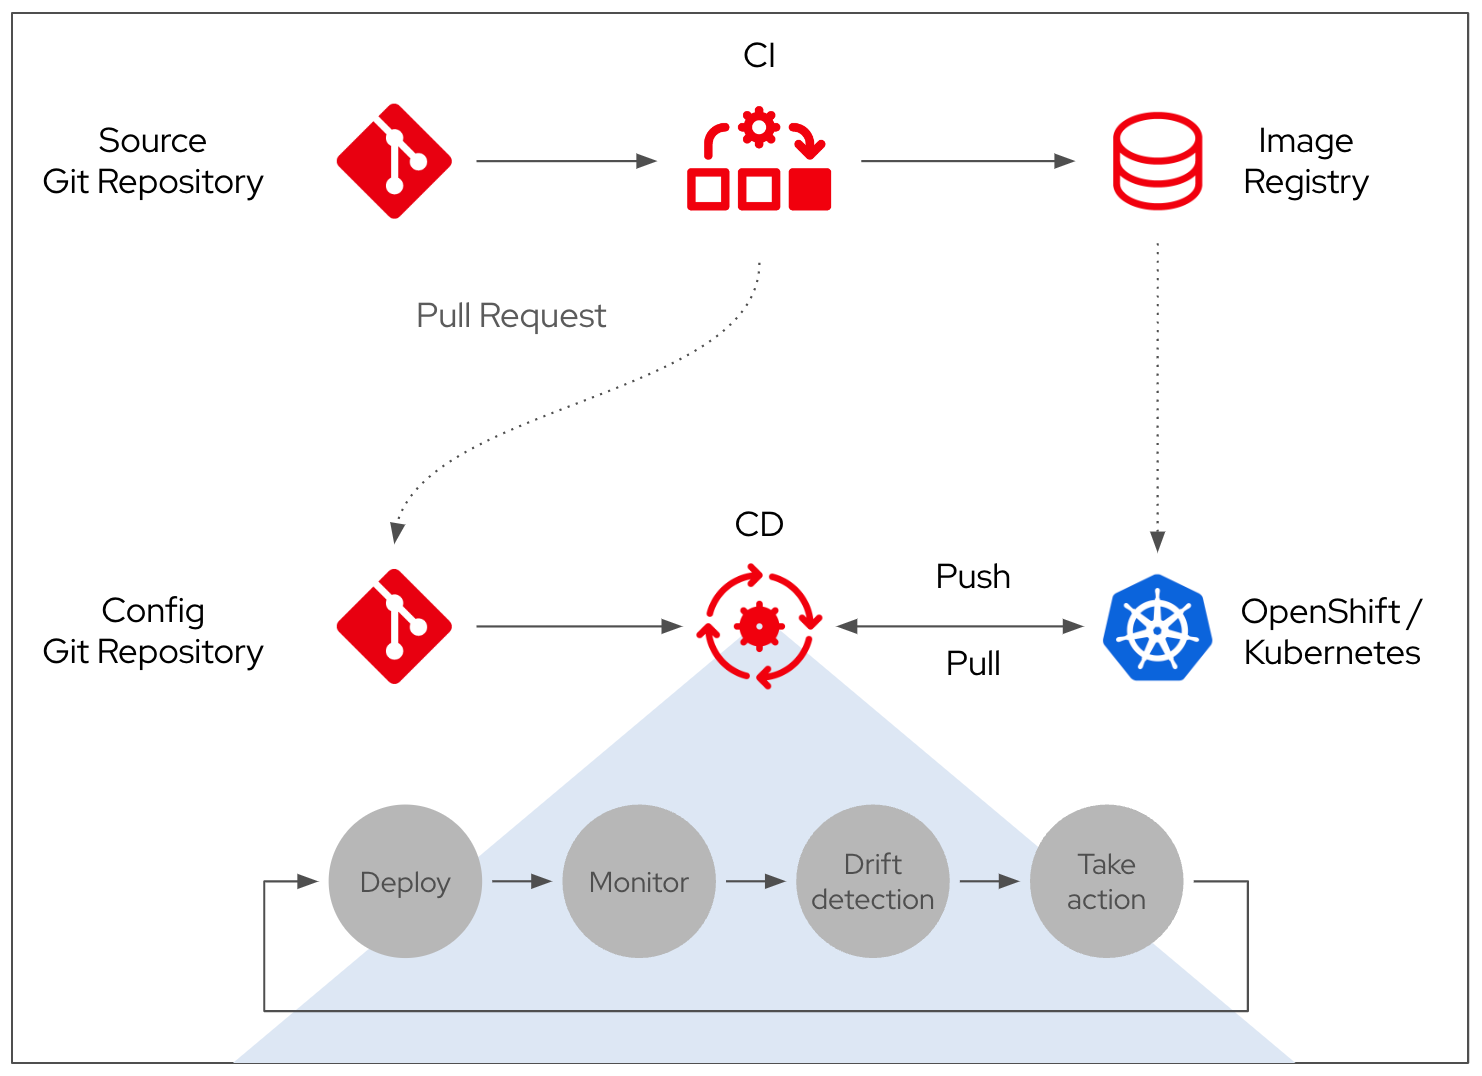 CI
Source
Git Repository
Image
Registry
Pull Request
CD
Config
Git Repository
Push
Pull
OpenShift /
Kubernetes
Deploy
Monitor
Drift
detection
Take
action